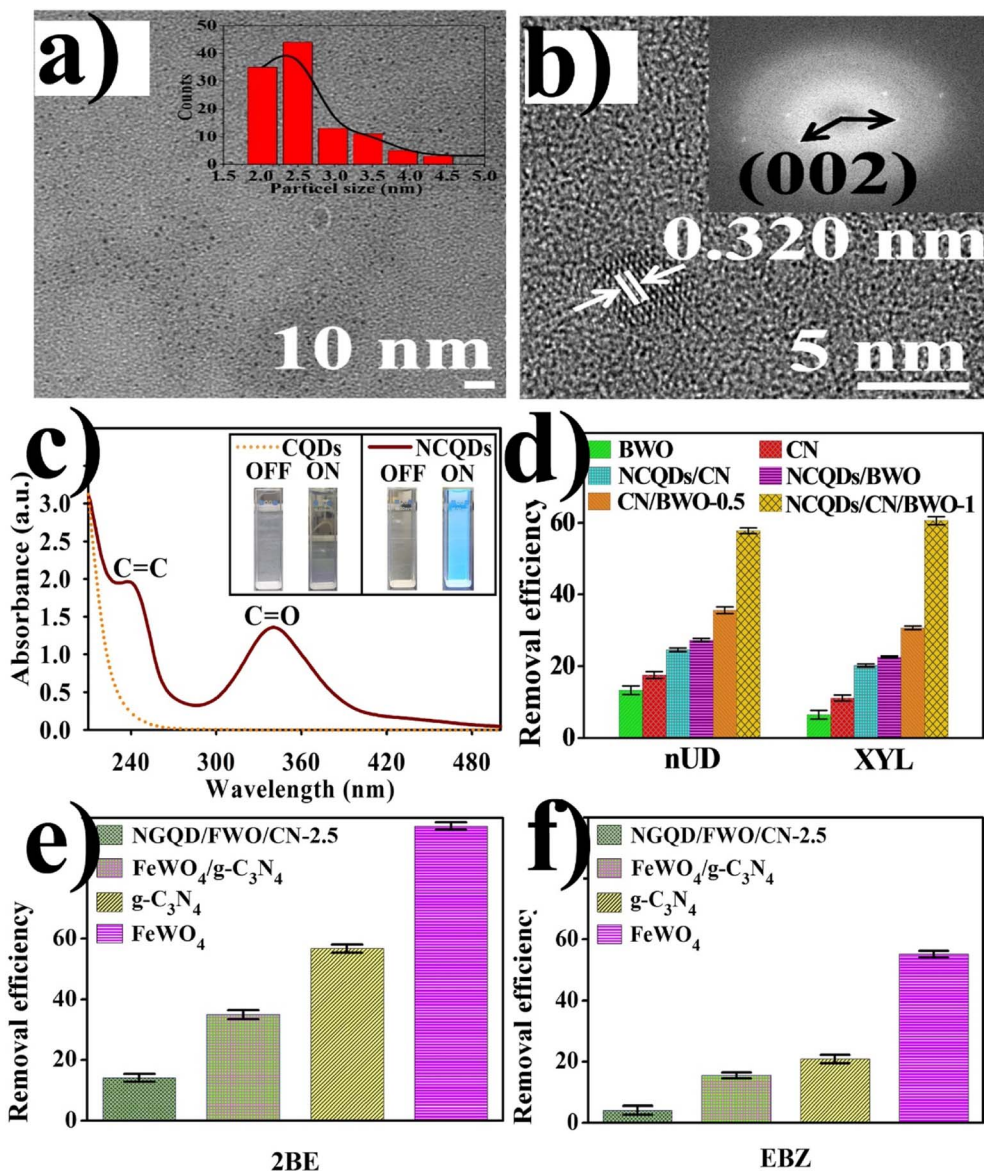 a)
50
40
30
20
10
0
Counts
1.5 2.0 2.5 3.0 3.5 4.0 4.5 5.0
Particel size (nm)
10 nm
b)
(002)
0.320 nm
5 nm
c)
CQDs
OFF ON
NCQDs
OFF ON
C=C
C=O
3.0
2.5
2.0
1.5
1.0
0.5
0.0
Absorbance (a.u.)
240 300 360 420 480
Wavelength (nm)
d)
BWO
CN
NCQDs/CN
NCQDs/BWO
CN/BWO-0.5
NCQDs/CN/BWO-1
60
40
20
0
Removal efficiency
nUD XYL
e)
NGQD/FWO/CN-2.5
FeWO₄/g-C₃N₄
g-C₃N₄
FeWO₄
60
40
20
0
Removal efficiency
2BE
f)
NGQD/FWO/CN-2.5
FeWO₄/g-C₃N₄
g-C₃N₄
FeWO₄
60
40
20
0
Removal efficiency
EBZ